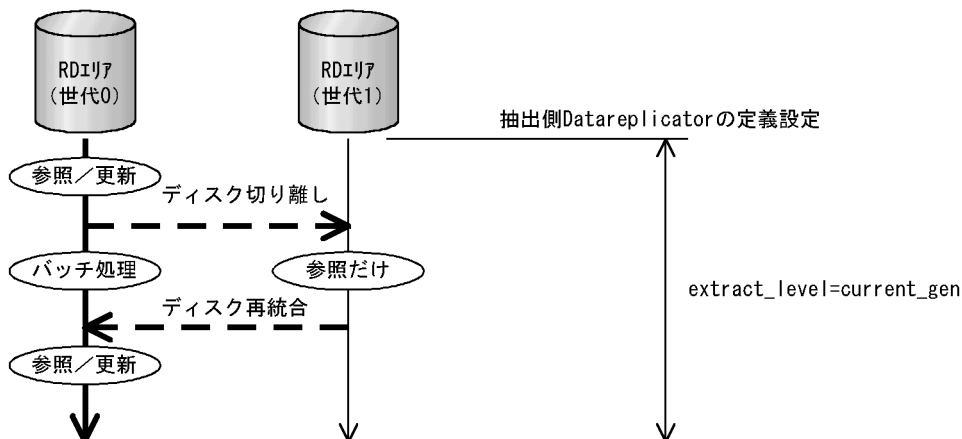 RDエリア
(世代0)
RDエリア
(世代1)
抽出側Datareplicatorの定義設定
参照／更新
ディスク切り離し
バッチ処理
参照だけ
extract_level=current_gen
ディスク再統合
参照／更新